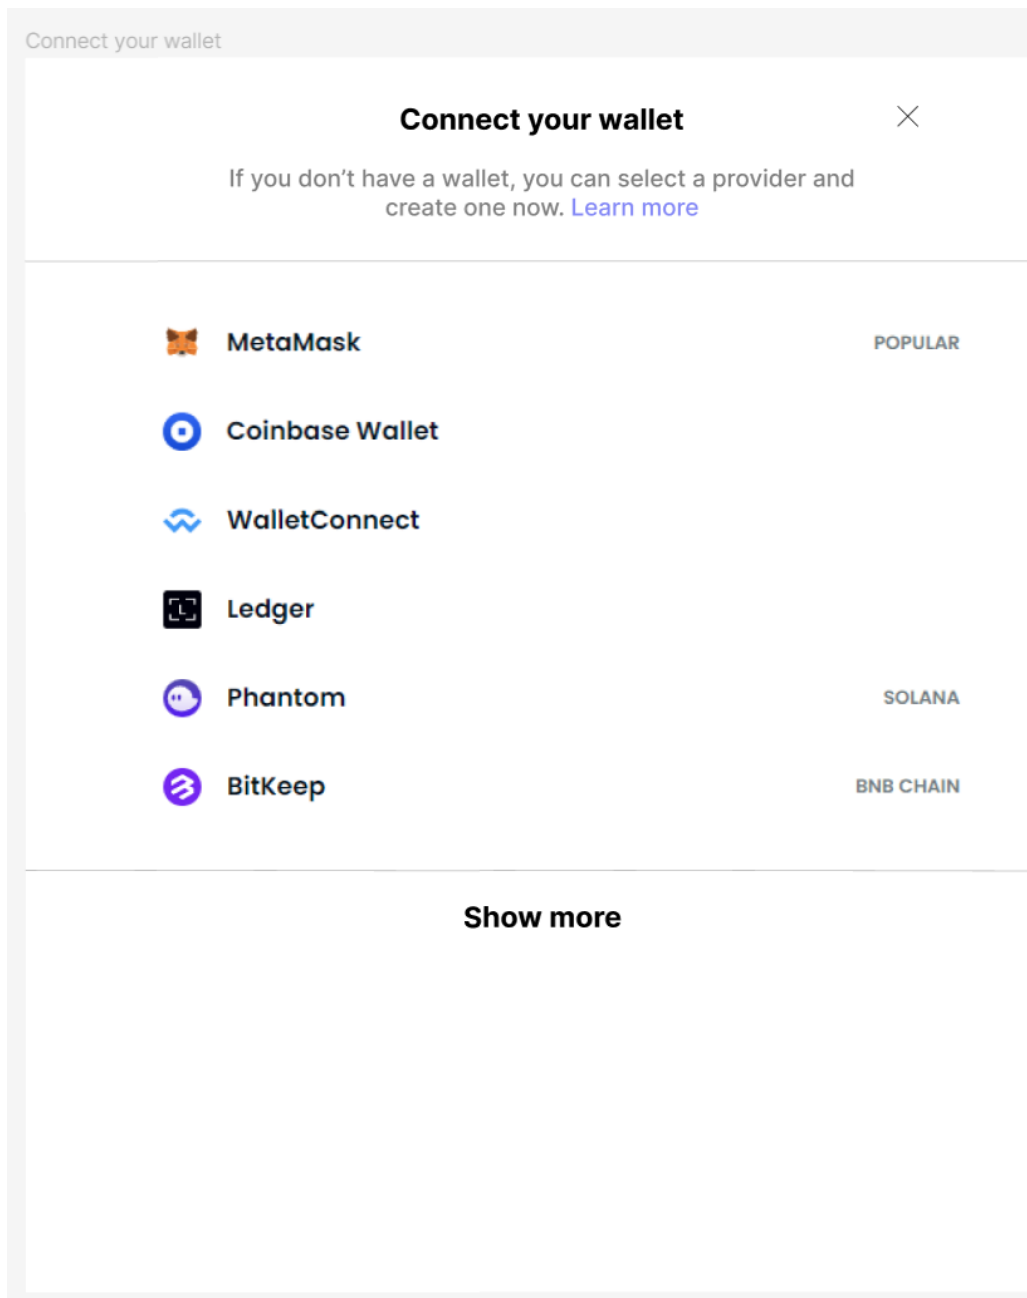 Connect your wallet
Connect your wallet
If you don’t have a wallet, you can select a provider and
create one now. Learn more
MetaMask POPULAR
Coinbase Wallet
WalletConnect
Ledger
Phantom SOLANA
BitKeep BNB CHAIN
Show more